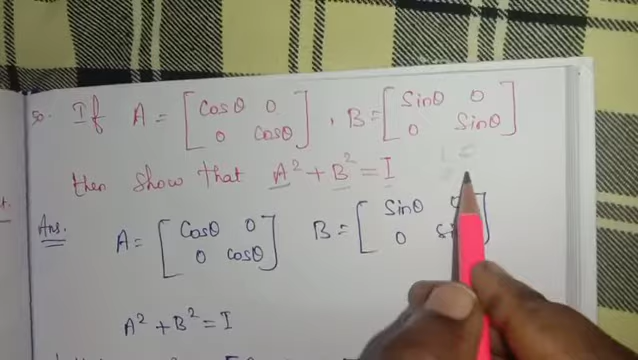 50. If A = [ Cosθ 0 , B = [ Sinθ 0
0 Cosθ ] 0 Sinθ ]
then show that A² + B² = I
Ans. A = [ Cosθ 0 B = [ Sinθ
0 Cosθ ] 0
A² + B² = I